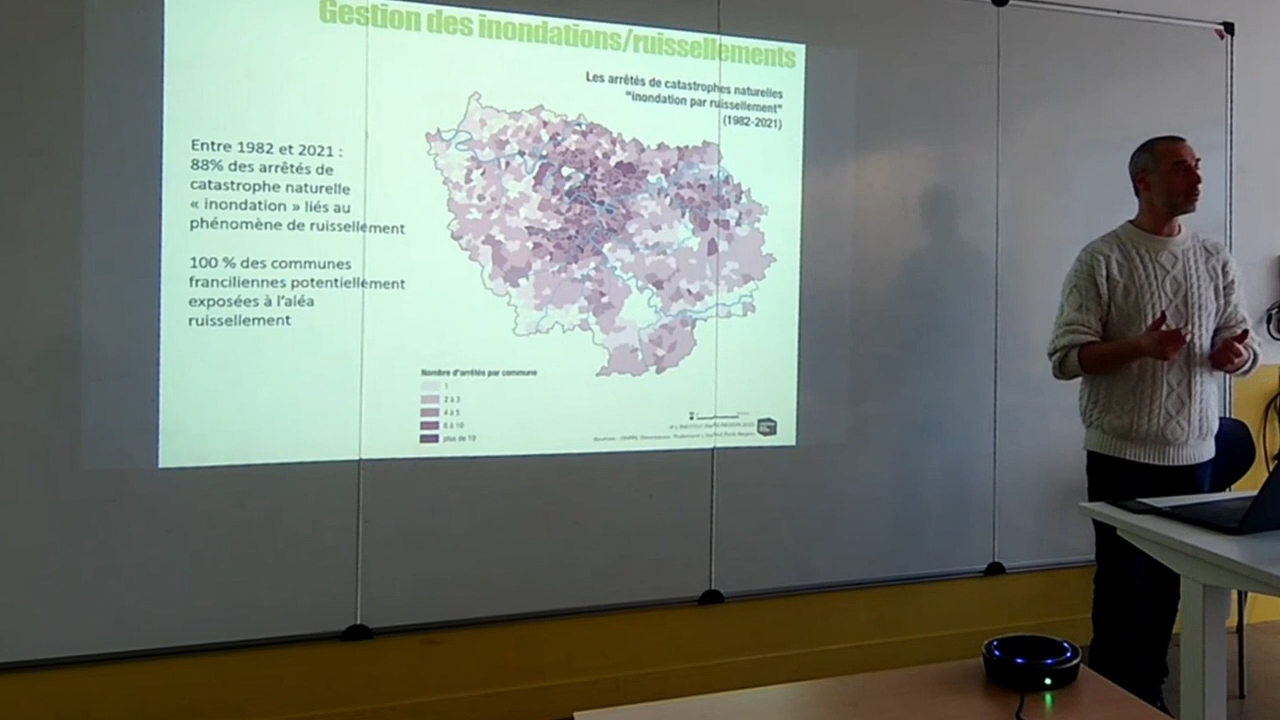 Gestion des inondations/ruissellements
Les arrêtés de catastrophes naturelles
"inondation par ruissellement"
(1982-2021)
Entre 1982 et 2021 :
88% des arrêtés de
catastrophe naturelle
« inondation » liés au
phénomène de ruissellement
100 % des communes
franciliennes potentiellement
exposées à l'aléa
ruissellement
Nombre d'arrêtés par commune
1
2 à 3
4 à 5
6 à 10
plus de 10